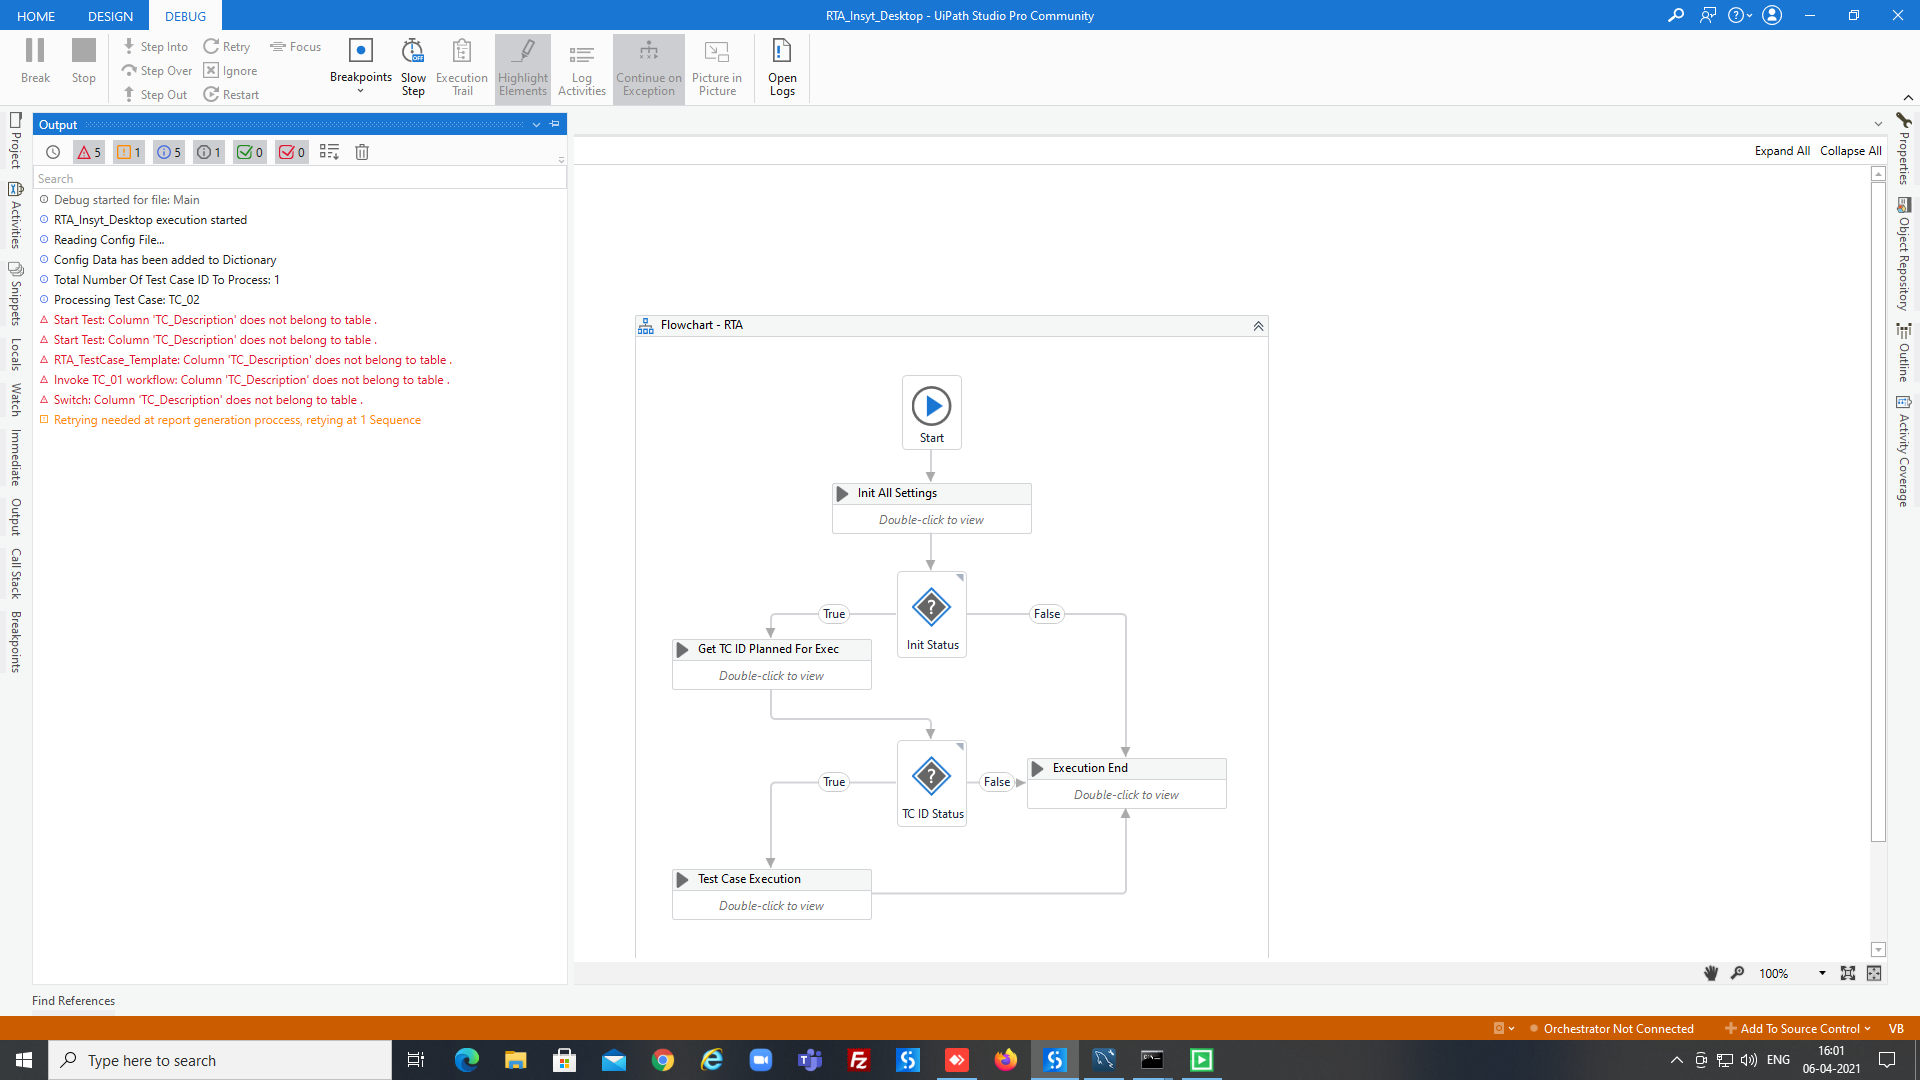 HOME DESIGN DEBUG
RTA_Insyt_Desktop - UiPath Studio Pro Community
Break
Stop
Step Into
Step Over
Step Out
Retry
Ignore
Restart
Focus
Breakpoints
Slow
Step
OFF
Execution
Trail
Highlight
Elements
Log
Activities
Continue on
Exception
Picture in
Picture
Open
Logs
Project
Activities
Snippets
Locals
Watch
Immediate
Output
Call Stack
Breakpoints
Output
5 1 5 1 0 0
Search
Debug started for file: Main
RTA_Insyt_Desktop execution started
Reading Config File...
Config Data has been added to Dictionary
Total Number Of Test Case ID To Process: 1
Processing Test Case: TC_02
Start Test: Column 'TC_Description' does not belong to table .
Start Test: Column 'TC_Description' does not belong to table .
RTA_TestCase_Template: Column 'TC_Description' does not belong to table .
Invoke TC_01 workflow: Column 'TC_Description' does not belong to table .
Switch: Column 'TC_Description' does not belong to table .
Retrying needed at report generation proccess, retying at 1 Sequence
Expand All Collapse All
Flowchart - RTA
Start
Init All Settings
Double-click to view
True
False
Init Status
Get TC ID Planned For Exec
Double-click to view
True
False
TC ID Status
Execution End
Double-click to view
Test Case Execution
Double-click to view
Properties
Object Repository
Outline
Activity Coverage
100%
Find References
Orchestrator Not Connected
Add To Source Control
VB
Type here to search
ENG
16:01
06-04-2021